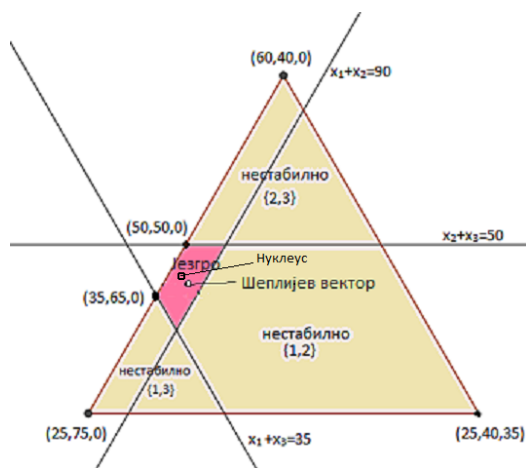 (60,40,0)
x₁+x₂=90
нестабилно
{2,3}
(50,50,0)
x₂+x₃=50
Језгро
Нуклеус
Шеплијев вектор
(35,65,0)
нестабилно
{1,2}
нестабилно
{1,3}
(25,75,0)
x₁+x₃=35
(25,40,35)